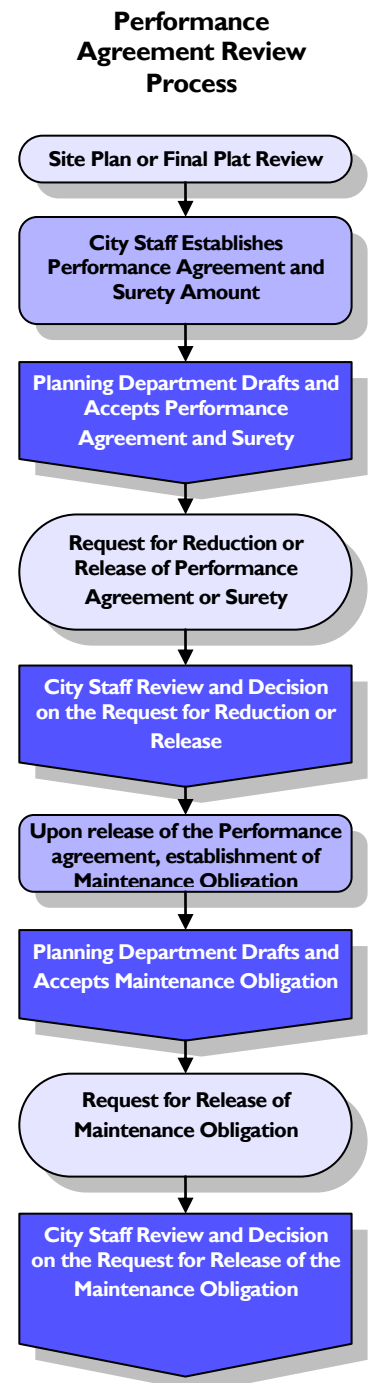 Performance
Agreement Review
Process
Site Plan or Final Plat Review
City Staff Establishes
Performance Agreement and
Surety Amount
Planning Department Drafts and
Accepts Performance
Agreement and Surety
Request for Reduction or
Release of Performance
Agreement or Surety
City Staff Review and Decision
on the Request for Reduction or
Release
Upon release of the Performance
agreement, establishment of
Maintenance Obligation
Planning Department Drafts and
Accepts Maintenance Obligation
Request for Release of
Maintenance Obligation
City Staff Review and Decision
on the Request for Release of the
Maintenance Obligation